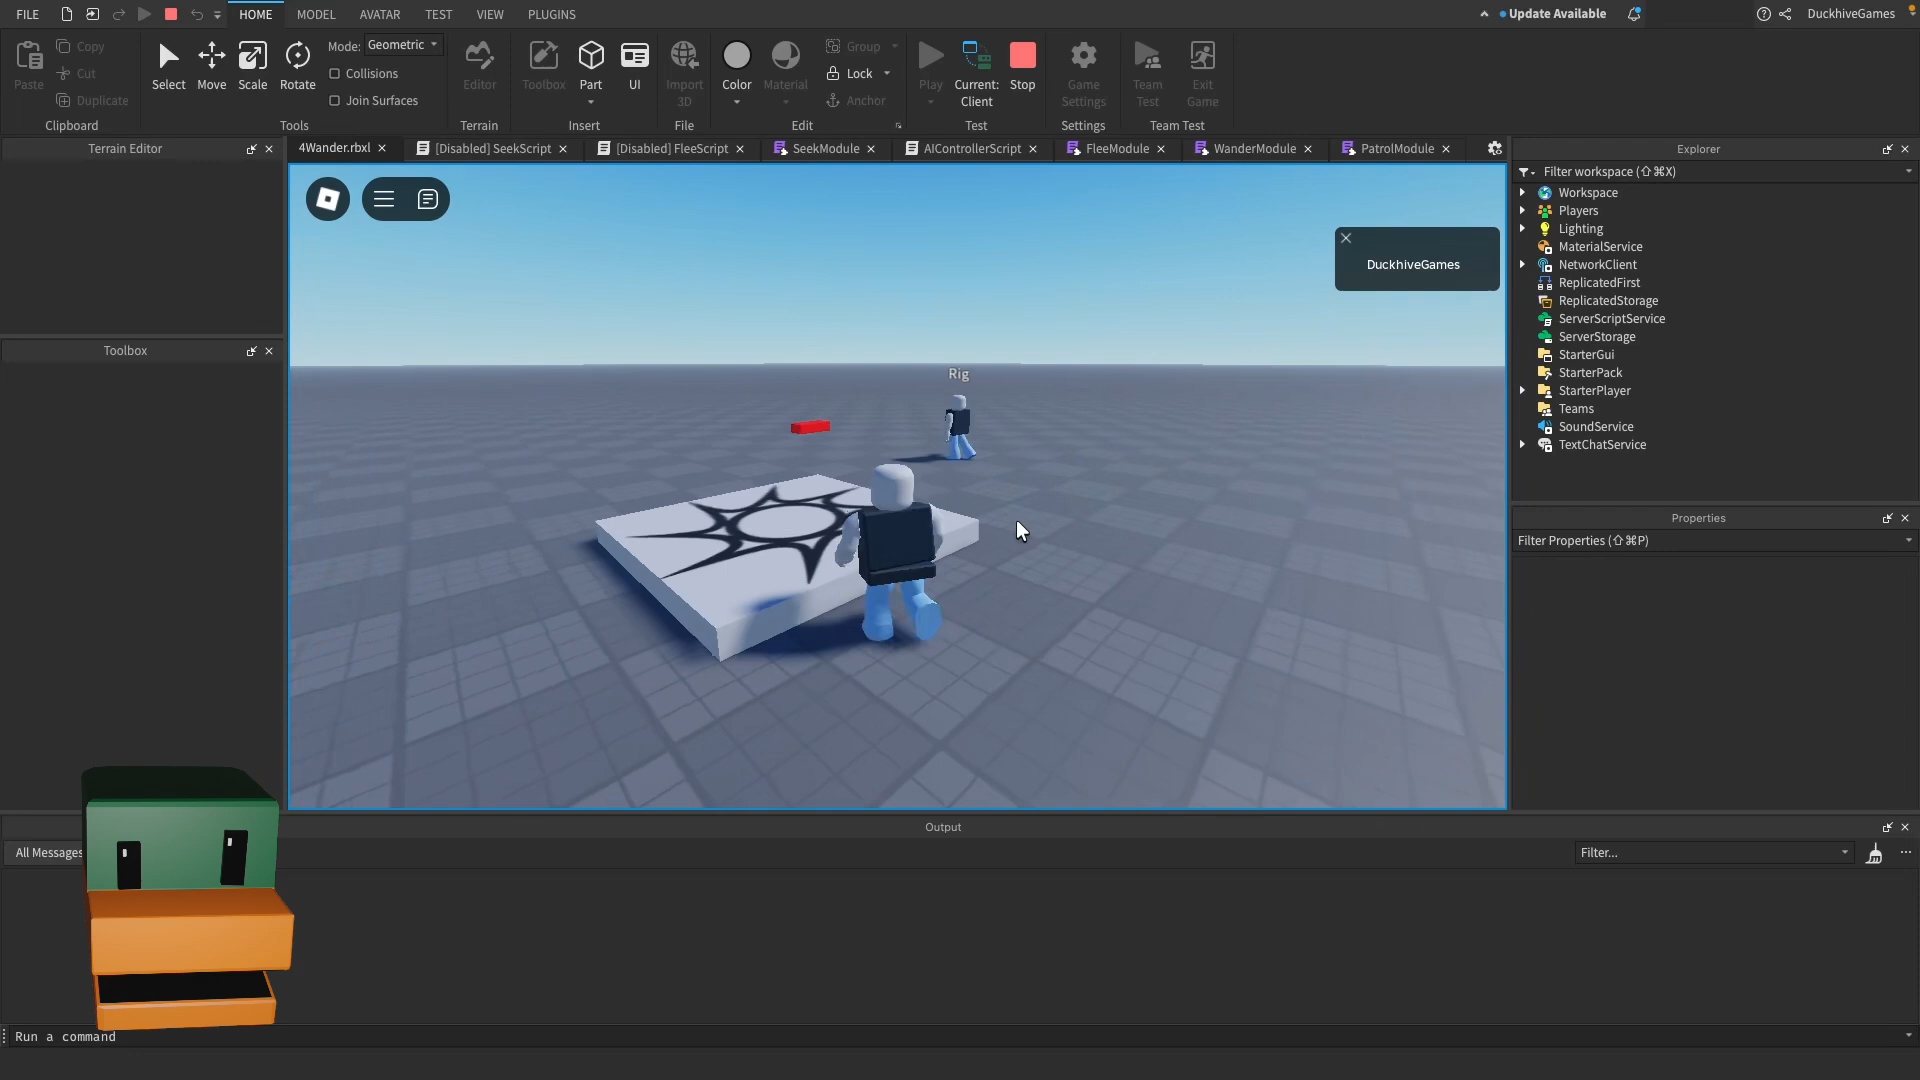 FILE
HOME
MODEL
AVATAR
TEST
VIEW
PLUGINS
Update Available
DuckhiveGames
Paste
Copy
Cut
Duplicate
Clipboard
Select
Move
Scale
Rotate
Mode: Geometric
Collisions
Join Surfaces
Tools
Editor
Terrain
Toolbox
Part
UI
Insert
Import
3D
File
Color
Material
Group
Lock
Anchor
Edit
Play
Current:
Client
Stop
Test
Game
Settings
Settings
Team
Test
Exit
Game
Team Test
Terrain Editor
4Wander.rbxl
[Disabled] SeekScript
[Disabled] FleeScript
SeekModule
AIControllerScript
FleeModule
WanderModule
PatrolModule
Explorer
Filter workspace (⇧⌘X)
Workspace
Players
Lighting
MaterialService
NetworkClient
ReplicatedFirst
ReplicatedStorage
ServerScriptService
ServerStorage
StarterGui
StarterPack
StarterPlayer
Teams
SoundService
TextChatService
Toolbox
DuckhiveGames
Rig
Properties
Filter Properties (⇧⌘P)
Output
All Messages
Filter...
Run a command